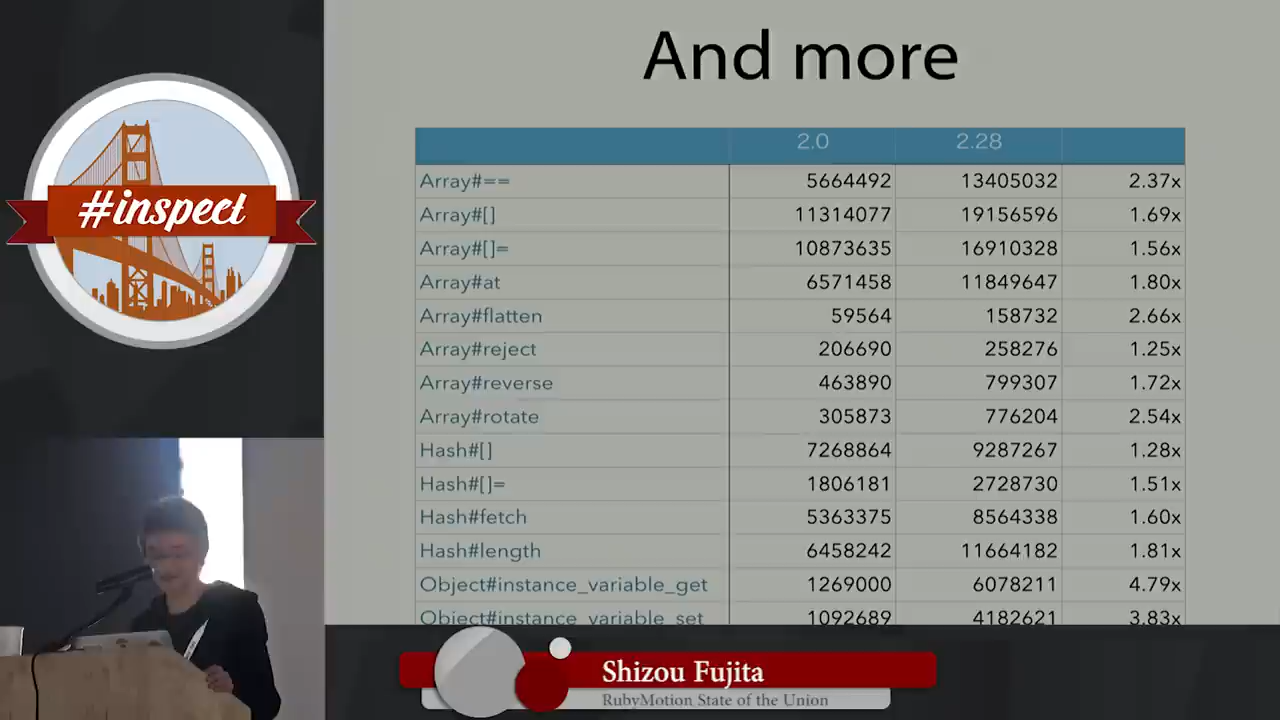 And more
#inspect
2.0 2.28
Array#== 5664492 13405032 2.37x
Array#[] 11314077 19156596 1.69x
Array#[]= 10873635 16910328 1.56x
Array#at 6571458 11849647 1.80x
Array#flatten 59564 158732 2.66x
Array#reject 206690 258276 1.25x
Array#reverse 463890 799307 1.72x
Array#rotate 305873 776204 2.54x
Hash#[] 7268864 9287267 1.28x
Hash#[]= 1806181 2728730 1.51x
Hash#fetch 5363375 8564338 1.60x
Hash#length 6458242 11664182 1.81x
Object#instance_variable_get 1269000 6078211 4.79x
Object#instance_variable_set 1092689 4182621 3.83x
Shizou Fujita
RubyMotion State of the Union